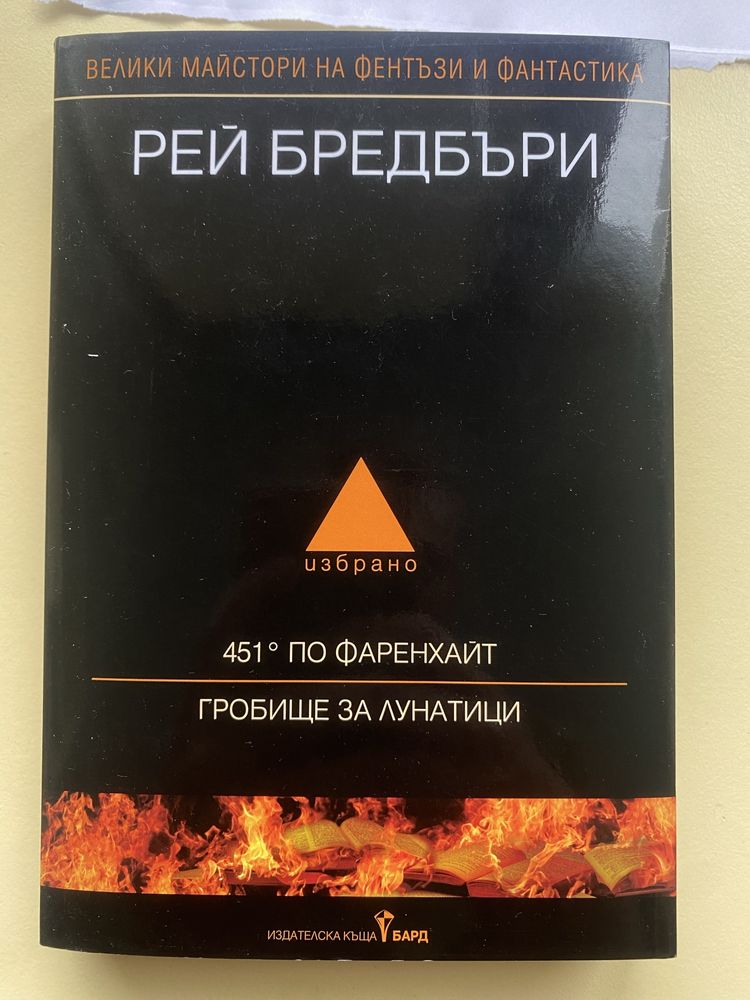 ВЕЛИКИ МАЙСТОРИ НА ФЕНТЪЗИ И ФАНТАСТИКА
РЕЙ БРЕДБЪРИ
избрано
451° ПО ФАРЕНХАЙТ
ГРОБИЩЕ ЗА ЛУНАТИЦИ
ИЗДАТЕЛСКА КЪЩА БАРД